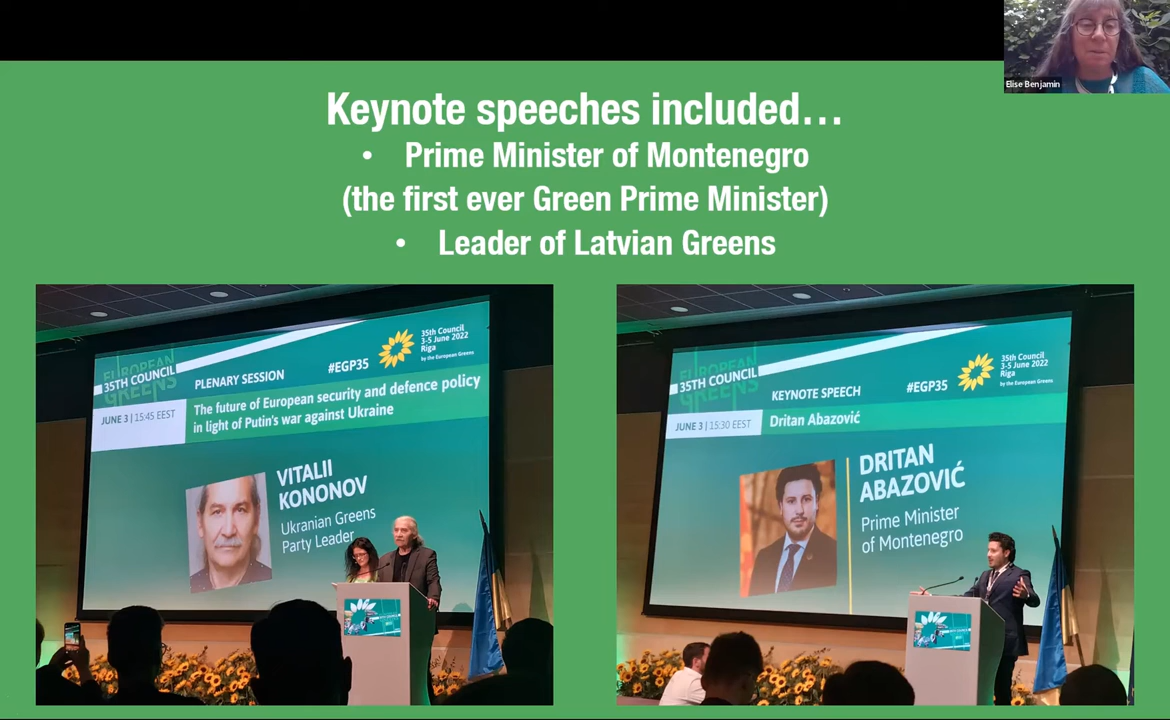 Elise Benjamin
Keynote speeches included…
• Prime Minister of Montenegro
(the first ever Green Prime Minister)
• Leader of Latvian Greens
EUROPEAN
35TH COUNCIL
GREENS
PLENARY SESSION
#EGP35
35th Council
3-5 June 2022
Riga
by the European Greens
JUNE 3 | 15:45 EEST
The future of European security and defence policy
in light of Putin's war against Ukraine
VITALII
KONONOV
Ukranian Greens
Party Leader
EUROPEAN
35TH COUNCIL
GREENS
KEYNOTE SPEECH
#EGP35
35th Council
3-5 June 2022
Riga
by the European Greens
JUNE 3 | 15:30 EEST
Dritan Abazović
DRITAN
ABAZOVIĆ
Prime Minister
of Montenegro